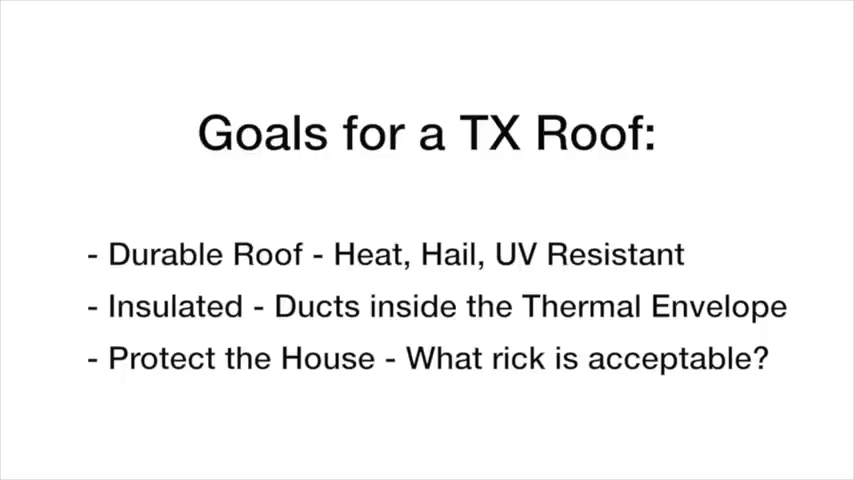 Goals for a TX Roof:
- Durable Roof - Heat, Hail, UV Resistant
- Insulated - Ducts inside the Thermal Envelope
- Protect the House - What rick is acceptable?